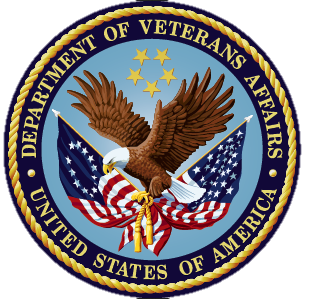 DEPARTMENT OF VETERANS AFFAIRS
UNITED STATES OF AMERICA